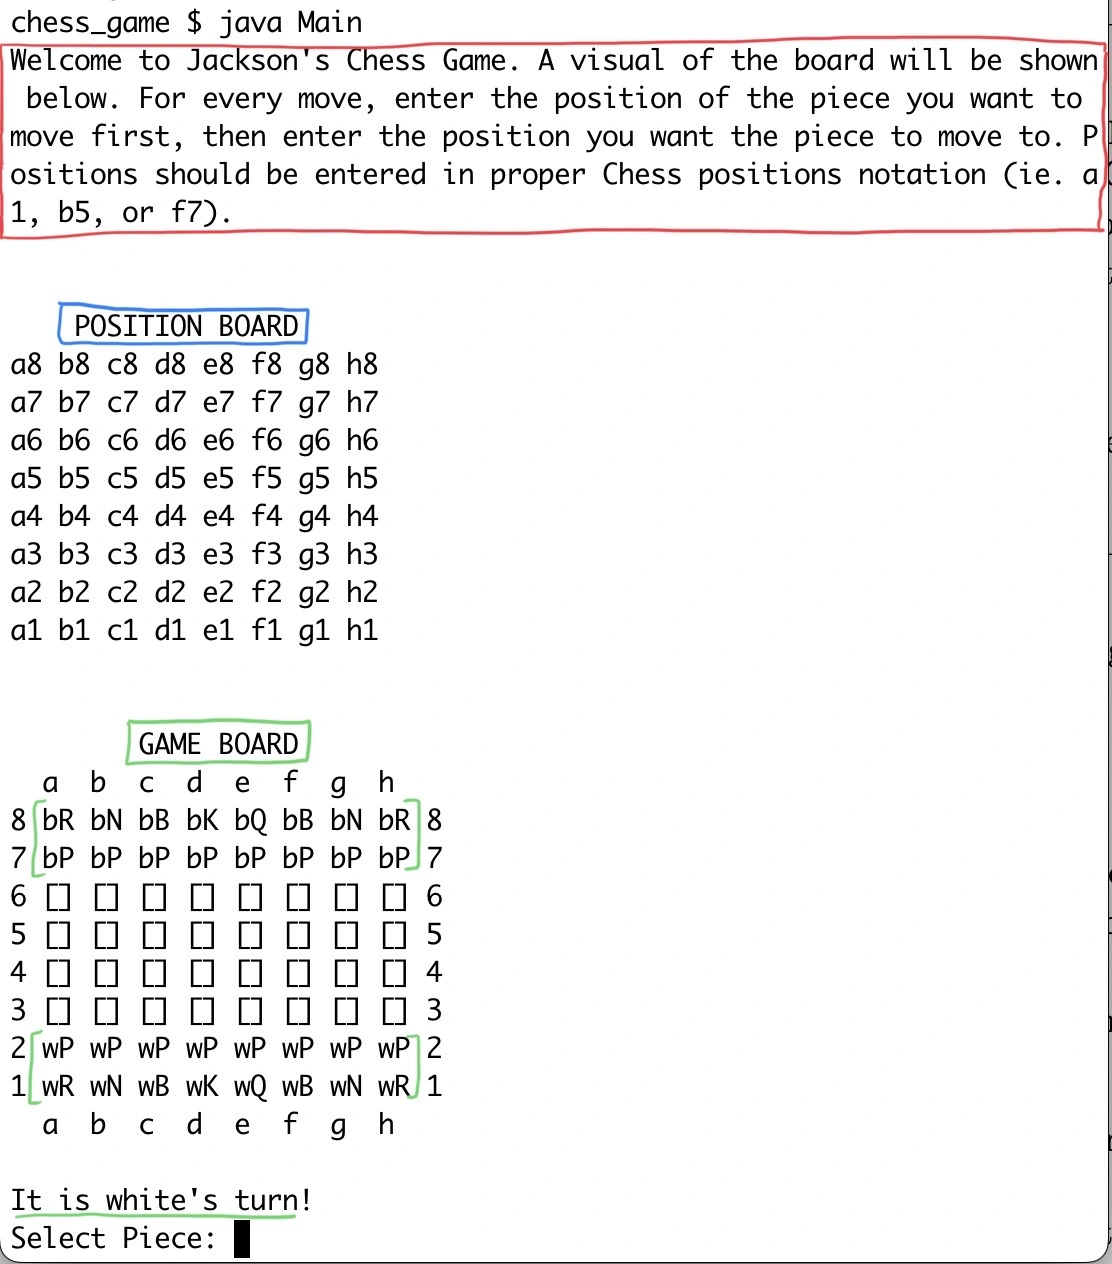 chess_game $ java Main
Welcome to Jackson's Chess Game. A visual of the board will be shown
 below. For every move, enter the position of the piece you want to
move first, then enter the position you want the piece to move to. P
ositions should be entered in proper Chess positions notation (ie. a
1, b5, or f7).
POSITION BOARD
a8 b8 c8 d8 e8 f8 g8 h8
a7 b7 c7 d7 e7 f7 g7 h7
a6 b6 c6 d6 e6 f6 g6 h6
a5 b5 c5 d5 e5 f5 g5 h5
a4 b4 c4 d4 e4 f4 g4 h4
a3 b3 c3 d3 e3 f3 g3 h3
a2 b2 c2 d2 e2 f2 g2 h2
a1 b1 c1 d1 e1 f1 g1 h1
GAME BOARD
a b c d e f g h
8 bR bN bB bK bQ bB bN bR 8
7 bP bP bP bP bP bP bP bP 7
6 [] [] [] [] [] [] [] [] 6
5 [] [] [] [] [] [] [] [] 5
4 [] [] [] [] [] [] [] [] 4
3 [] [] [] [] [] [] [] [] 3
2 wP wP wP wP wP wP wP wP 2
1 wR wN wB wK wQ wB wN wR 1
a b c d e f g h
It is white's turn!
Select Piece: